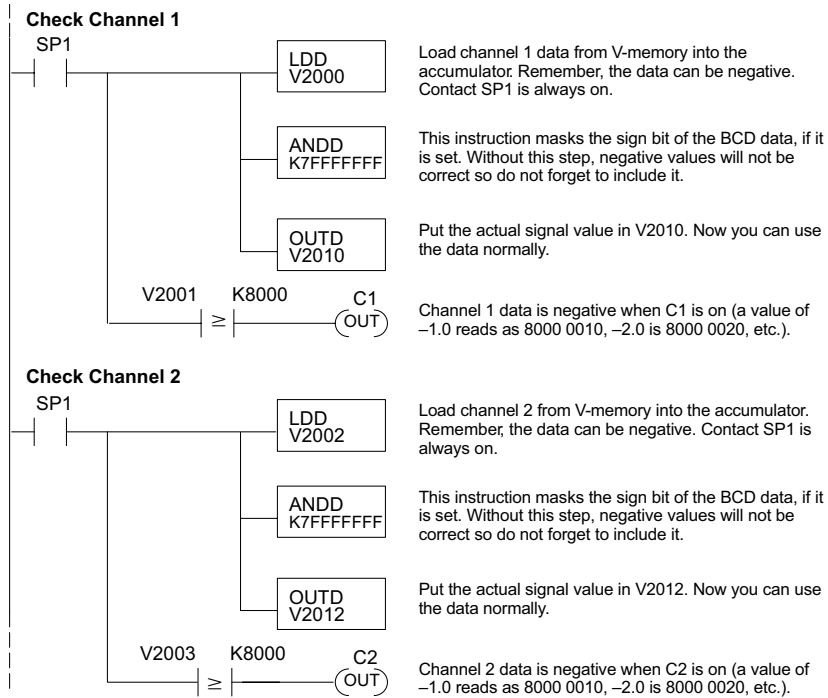 Check Channel 1
SP1
LDD
V2000
Load channel 1 data from V-memory into the
accumulator. Remember, the data can be negative.
Contact SP1 is always on.
ANDD
K7FFFFFFF
This instruction masks the sign bit of the BCD data, if it
is set. Without this step, negative values will not be
correct so do not forget to include it.
OUTD
V2010
Put the actual signal value in V2010. Now you can use
the data normally.
V2001 K8000 C1
≥ OUT
Channel 1 data is negative when C1 is on (a value of
–1.0 reads as 8000 0010, –2.0 is 8000 0020, etc.).
Check Channel 2
SP1
LDD
V2002
Load channel 2 from V-memory into the accumulator.
Remember, the data can be negative. Contact SP1 is
always on.
ANDD
K7FFFFFFF
This instruction masks the sign bit of the BCD data, if it
is set. Without this step, negative values will not be
correct so do not forget to include it.
OUTD
V2012
Put the actual signal value in V2012. Now you can use
the data normally.
V2003 K8000 C2
≥ OUT
Channel 2 data is negative when C2 is on (a value of
–1.0 reads as 8000 0010, –2.0 is 8000 0020, etc.).